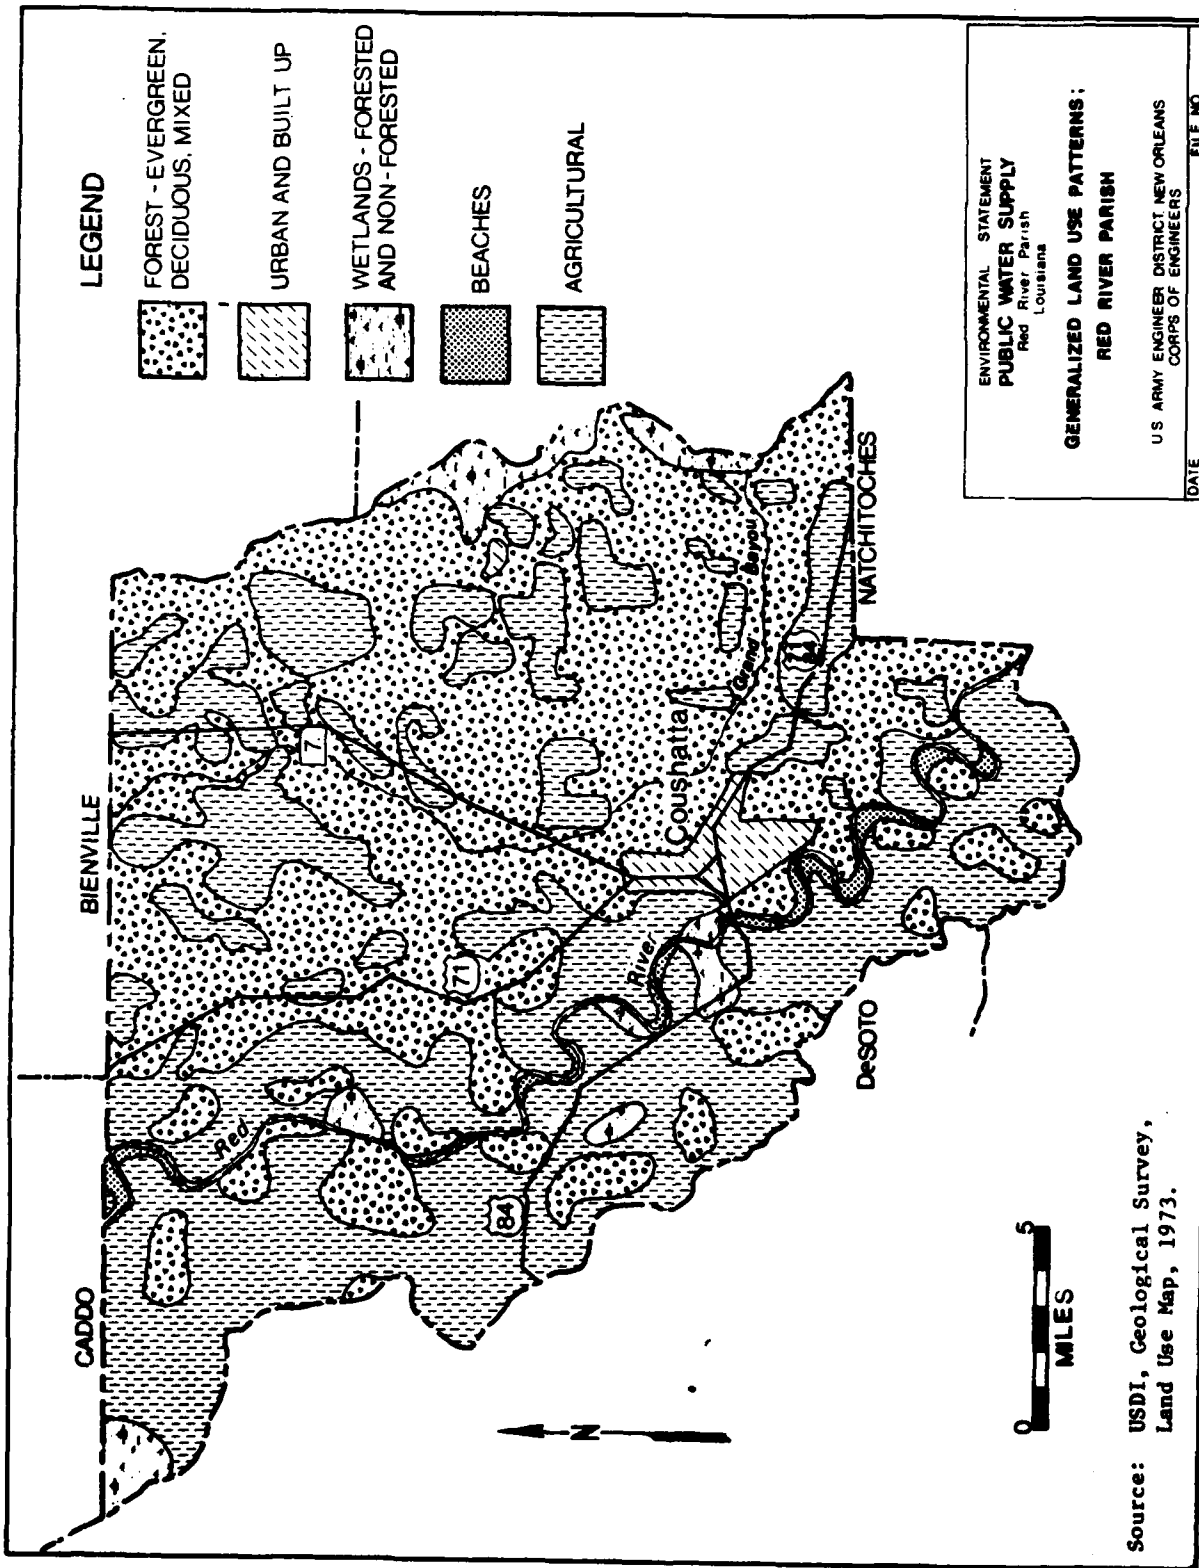 LEGEND
FOREST - EVERGREEN,
DECIDUOUS, MIXED
URBAN AND BUILT UP
WETLANDS - FORESTED
AND NON-FORESTED
BEACHES
AGRICULTURAL
BIENVILLE
CADDO
NATCHITOCHES
DeSOTO
Coushatta
Grand Bayou
Red
River
7
71
84
71
84
N
0 5
MILES
Source: USDI, Geological Survey,
Land Use Map, 1973.
ENVIRONMENTAL STATEMENT
PUBLIC WATER SUPPLY
Red River Parish
Louisiana
GENERALIZED LAND USE PATTERNS;
RED RIVER PARISH
US ARMY ENGINEER DISTRICT, NEW ORLEANS
CORPS OF ENGINEERS
DATE FILE NO